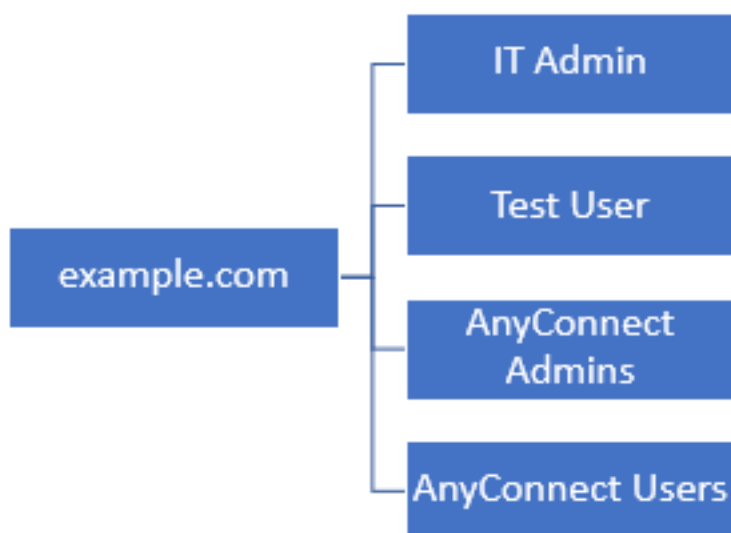 example.com
IT Admin
Test User
AnyConnect
Admins
AnyConnect Users